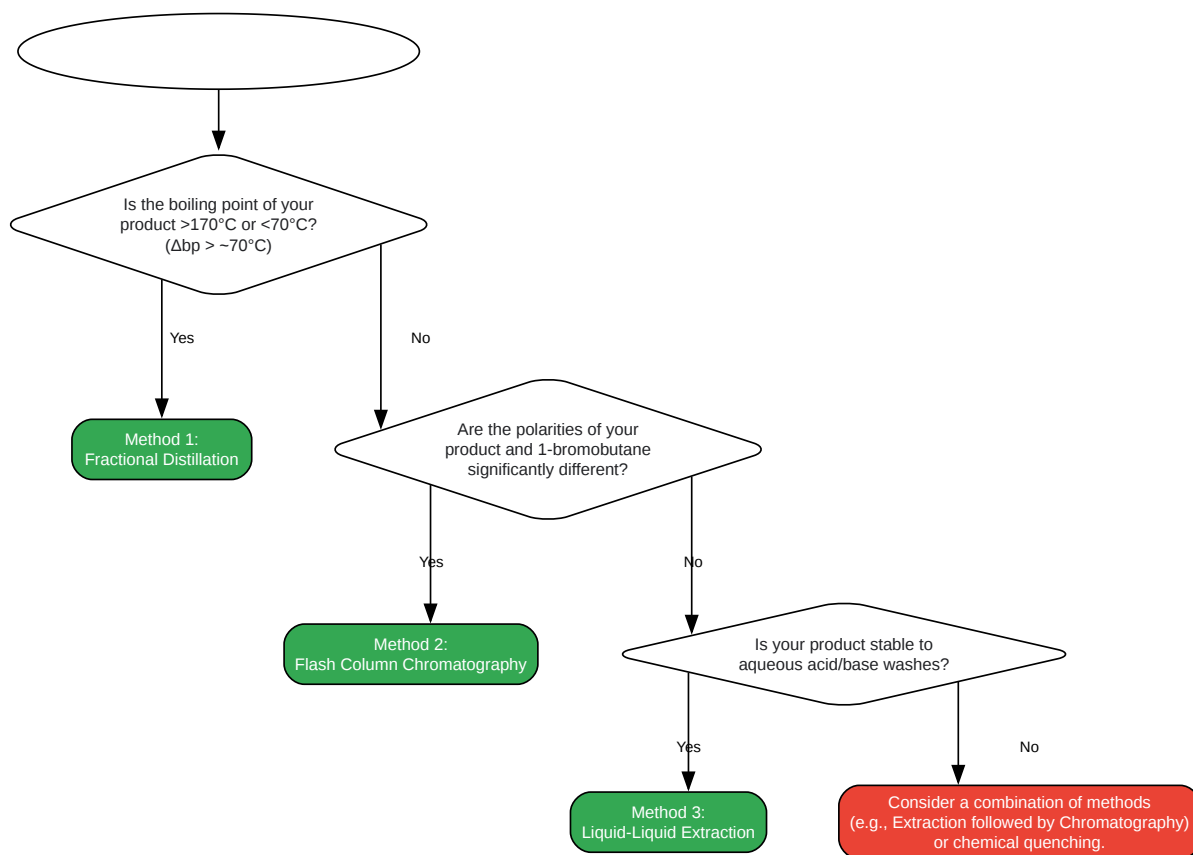 Is the boiling point of your
product >170°C or <70°C?
(Δbp > ~70°C)
Yes
No
Method 1:
Fractional Distillation
Are the polarities of your
product and 1-bromobutane
significantly different?
Yes
No
Method 2:
Flash Column Chromatography
Is your product stable to
aqueous acid/base washes?
Yes
No
Method 3:
Liquid-Liquid Extraction
Consider a combination of methods
(e.g., Extraction followed by Chromatography)
or chemical quenching.